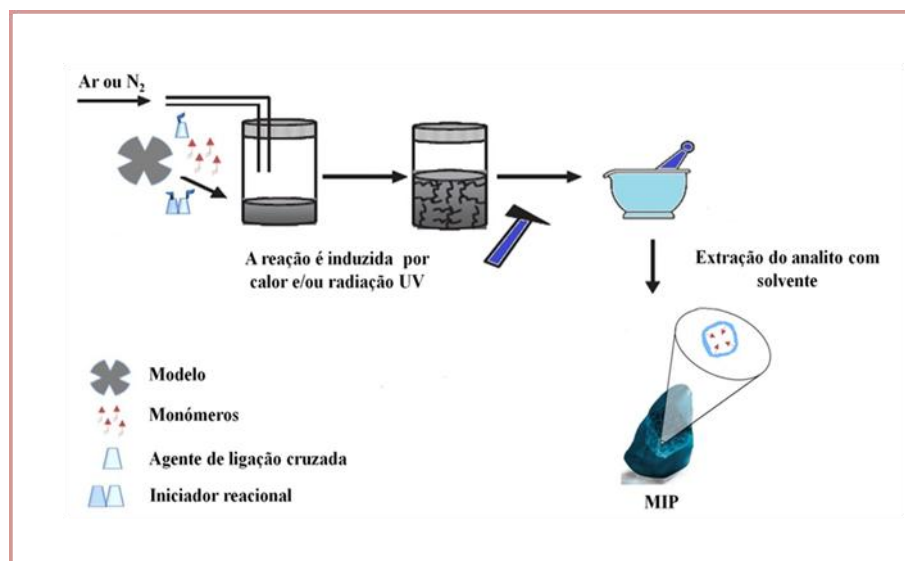 Ar ou N₂
A reação é induzida por
calor e/ou radiação UV
Extração do analito com
solvente
Modelo
Monómeros
Agente de ligação cruzada
Iniciador reacional
MIP